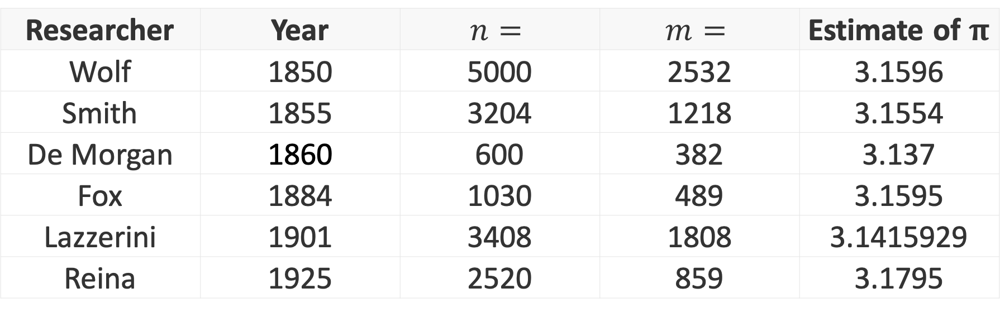 Researcher Year n = m = Estimate of π
Wolf 1850 5000 2532 3.1596
Smith 1855 3204 1218 3.1554
De Morgan 1860 600 382 3.137
Fox 1884 1030 489 3.1595
Lazzerini 1901 3408 1808 3.1415929
Reina 1925 2520 859 3.1795